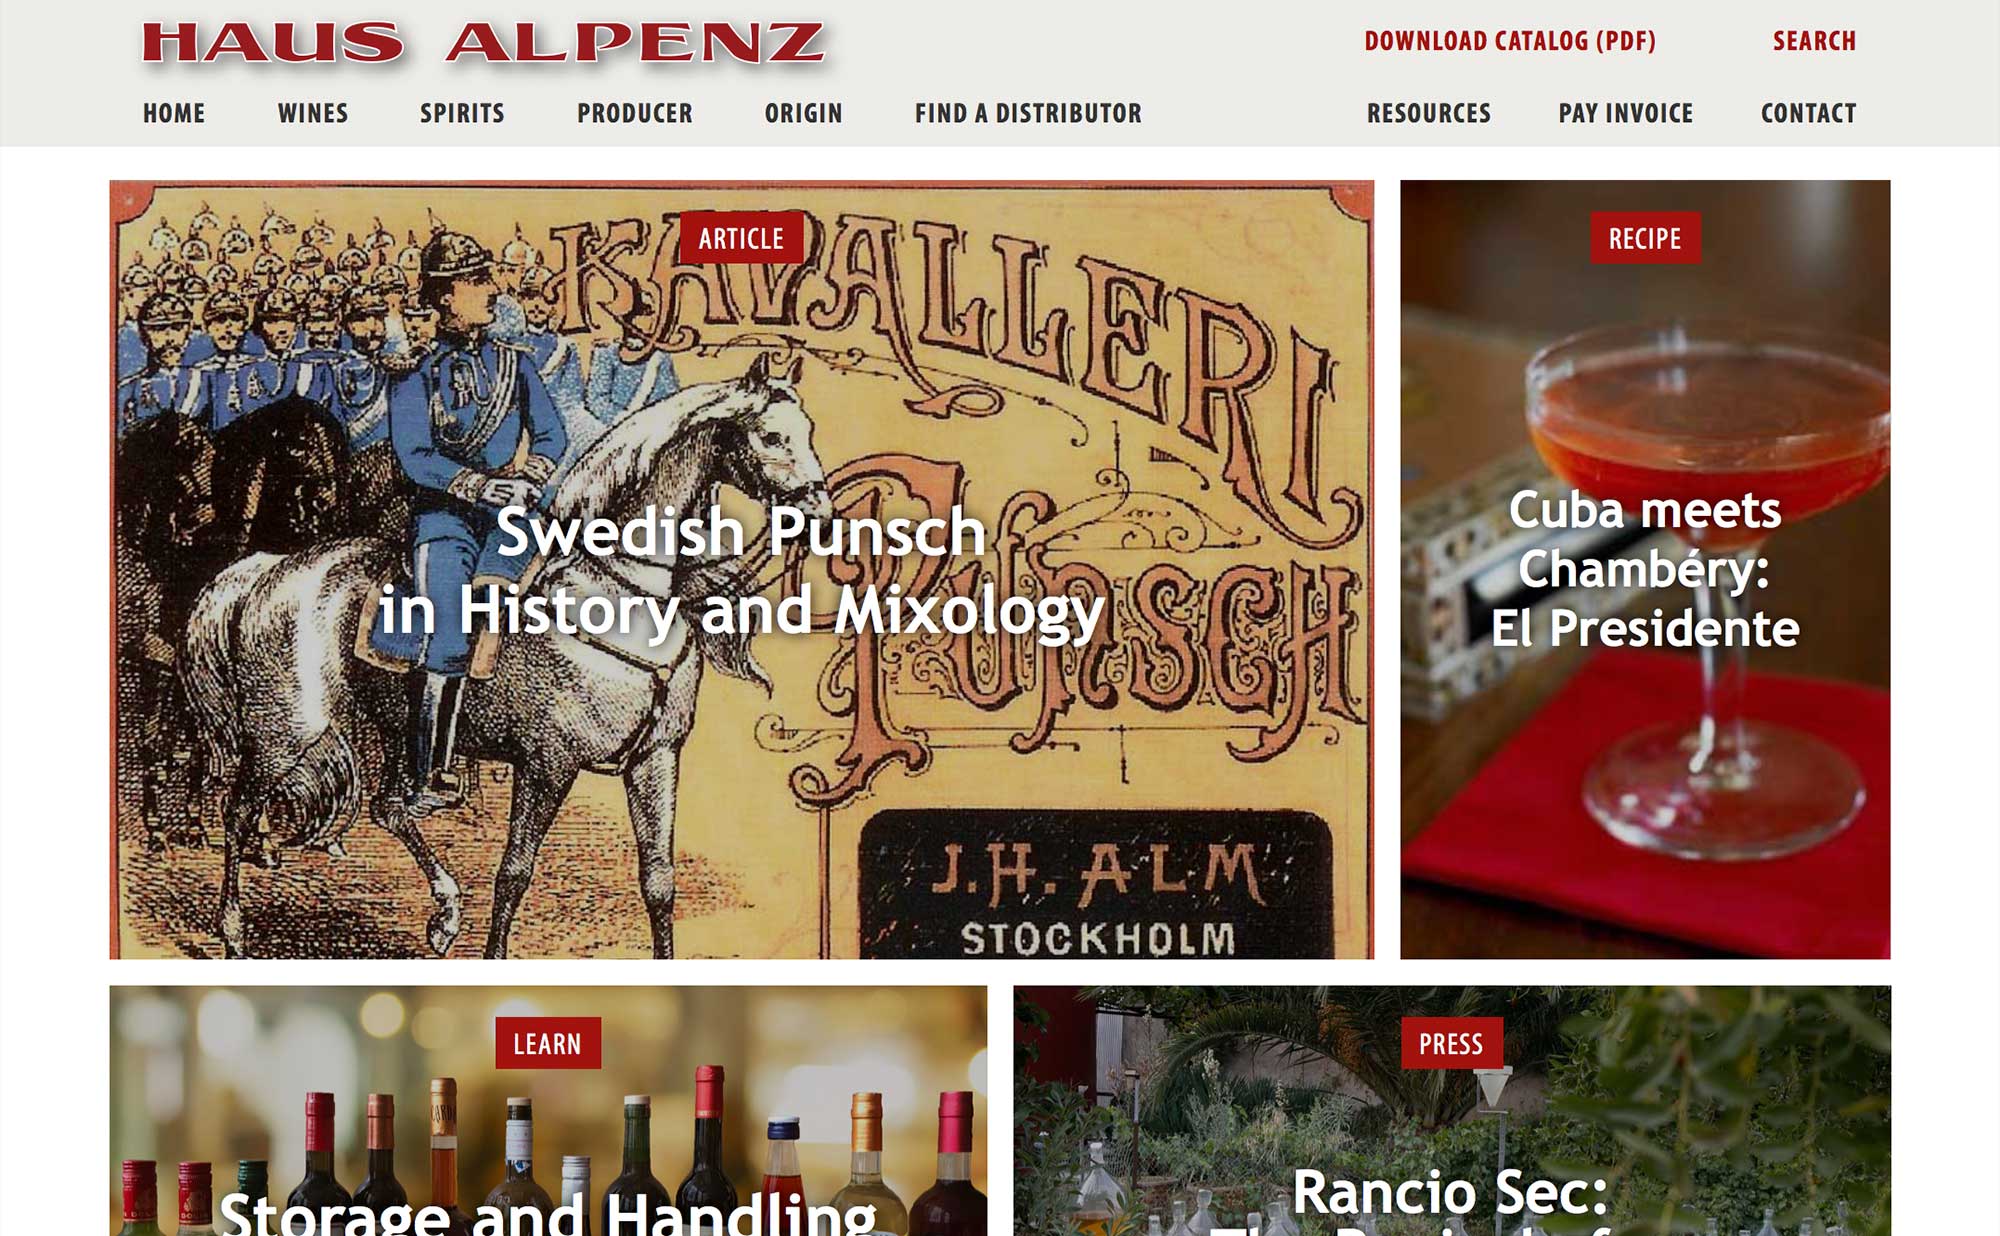 HAUS ALPENZ
DOWNLOAD CATALOG (PDF)
SEARCH
HOME
WINES
SPIRITS
PRODUCER
ORIGIN
FIND A DISTRIBUTOR
RESOURCES
PAY INVOICE
CONTACT
ARTICLE
KAVALLERI
PUNSCH
Swedish Punsch
in History and Mixology
J.H. ALM
STOCKHOLM
RECIPE
Cuba meets
Chambéry:
El Presidente
LEARN
Storage and Handling
PRESS
Rancio Sec: